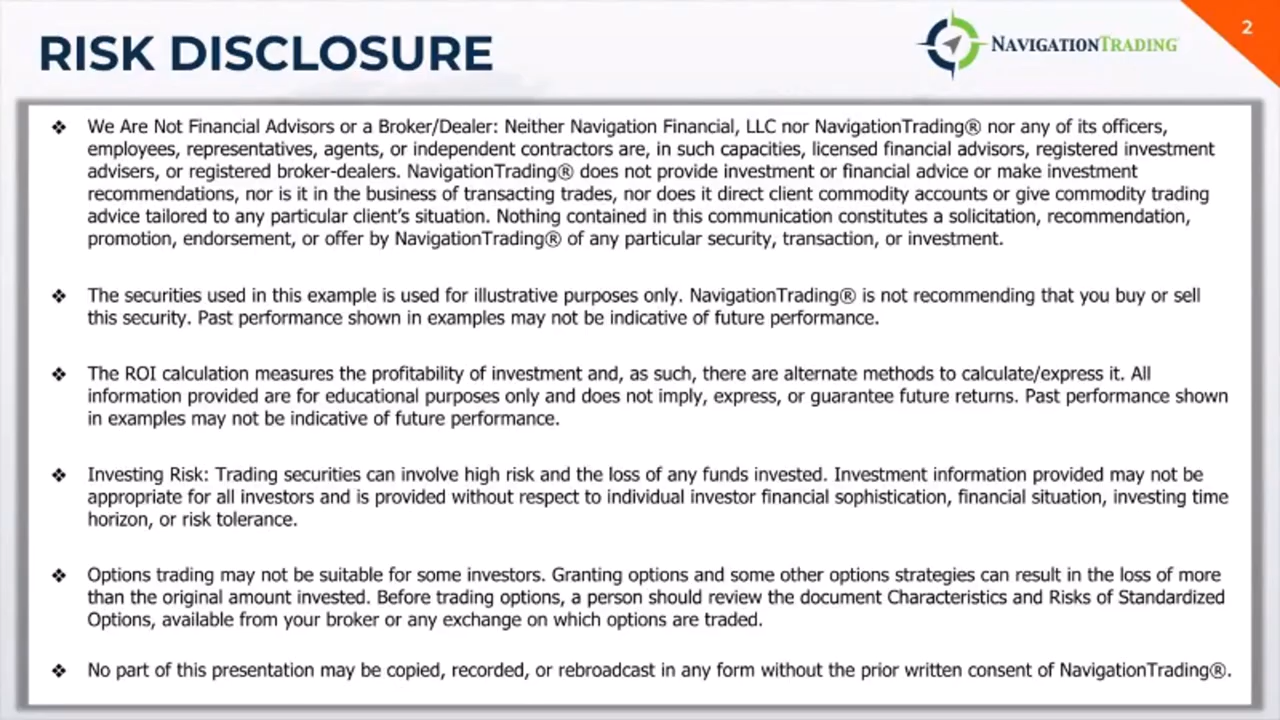 RISK DISCLOSURE
NAVIGATIONTRADING®
2
❖ We Are Not Financial Advisors or a Broker/Dealer: Neither Navigation Financial, LLC nor NavigationTrading® nor any of its officers,
employees, representatives, agents, or independent contractors are, in such capacities, licensed financial advisors, registered investment
advisers, or registered broker-dealers. NavigationTrading® does not provide investment or financial advice or make investment
recommendations, nor is it in the business of transacting trades, nor does it direct client commodity accounts or give commodity trading
advice tailored to any particular client's situation. Nothing contained in this communication constitutes a solicitation, recommendation,
promotion, endorsement, or offer by NavigationTrading® of any particular security, transaction, or investment.
❖ The securities used in this example is used for illustrative purposes only. NavigationTrading® is not recommending that you buy or sell
this security. Past performance shown in examples may not be indicative of future performance.
❖ The ROI calculation measures the profitability of investment and, as such, there are alternate methods to calculate/express it. All
information provided are for educational purposes only and does not imply, express, or guarantee future returns. Past performance shown
in examples may not be indicative of future performance.
❖ Investing Risk: Trading securities can involve high risk and the loss of any funds invested. Investment information provided may not be
appropriate for all investors and is provided without respect to individual investor financial sophistication, financial situation, investing time
horizon, or risk tolerance.
❖ Options trading may not be suitable for some investors. Granting options and some other options strategies can result in the loss of more
than the original amount invested. Before trading options, a person should review the document Characteristics and Risks of Standardized
Options, available from your broker or any exchange on which options are traded.
❖ No part of this presentation may be copied, recorded, or rebroadcast in any form without the prior written consent of NavigationTrading®.